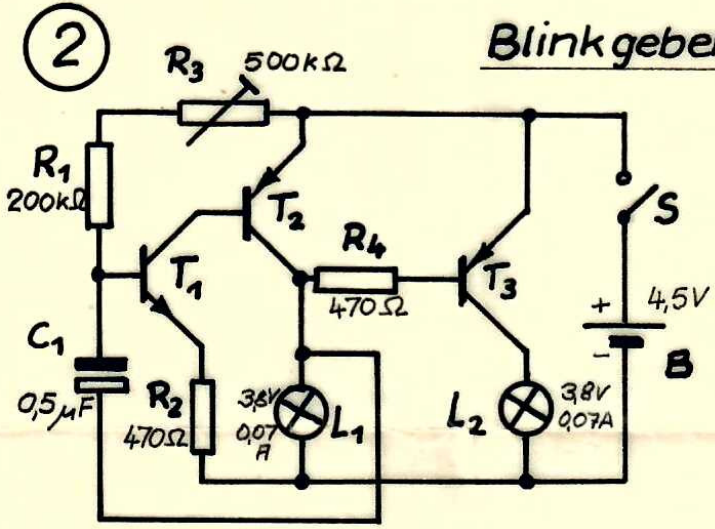 2
Blinkgebe
R3
500kΩ
R1
200kΩ
T2
R4
470Ω
T1
T3
S
+
4,5V
-
B
C1
0,5µF
R2
470Ω
3,8V
0,07
A
L1
L2
3,8V
0,07A